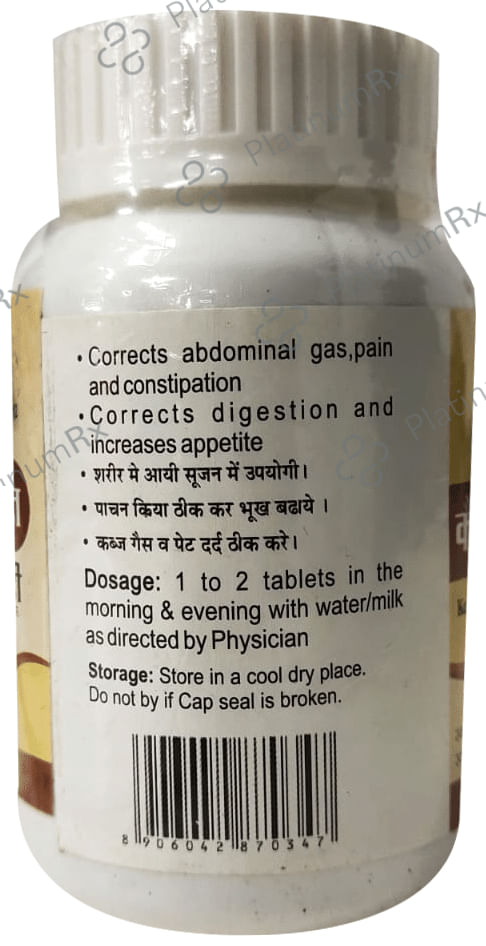 • Corrects abdominal gas,pain
and constipation
• Corrects digestion and
increases appetite
• शरीर मे आयी सूजन में उपयोगी।
• पाचन किया ठीक कर भूख बढाये ।
• कब्ज गैस व पेट दर्द ठीक करे।
Dosage: 1 to 2 tablets in the
morning & evening with water/milk
as directed by Physician
Storage: Store in a cool dry place.
Do not by if Cap seal is broken.
8 906042 870347
PlatinumRx
PlatinumRx